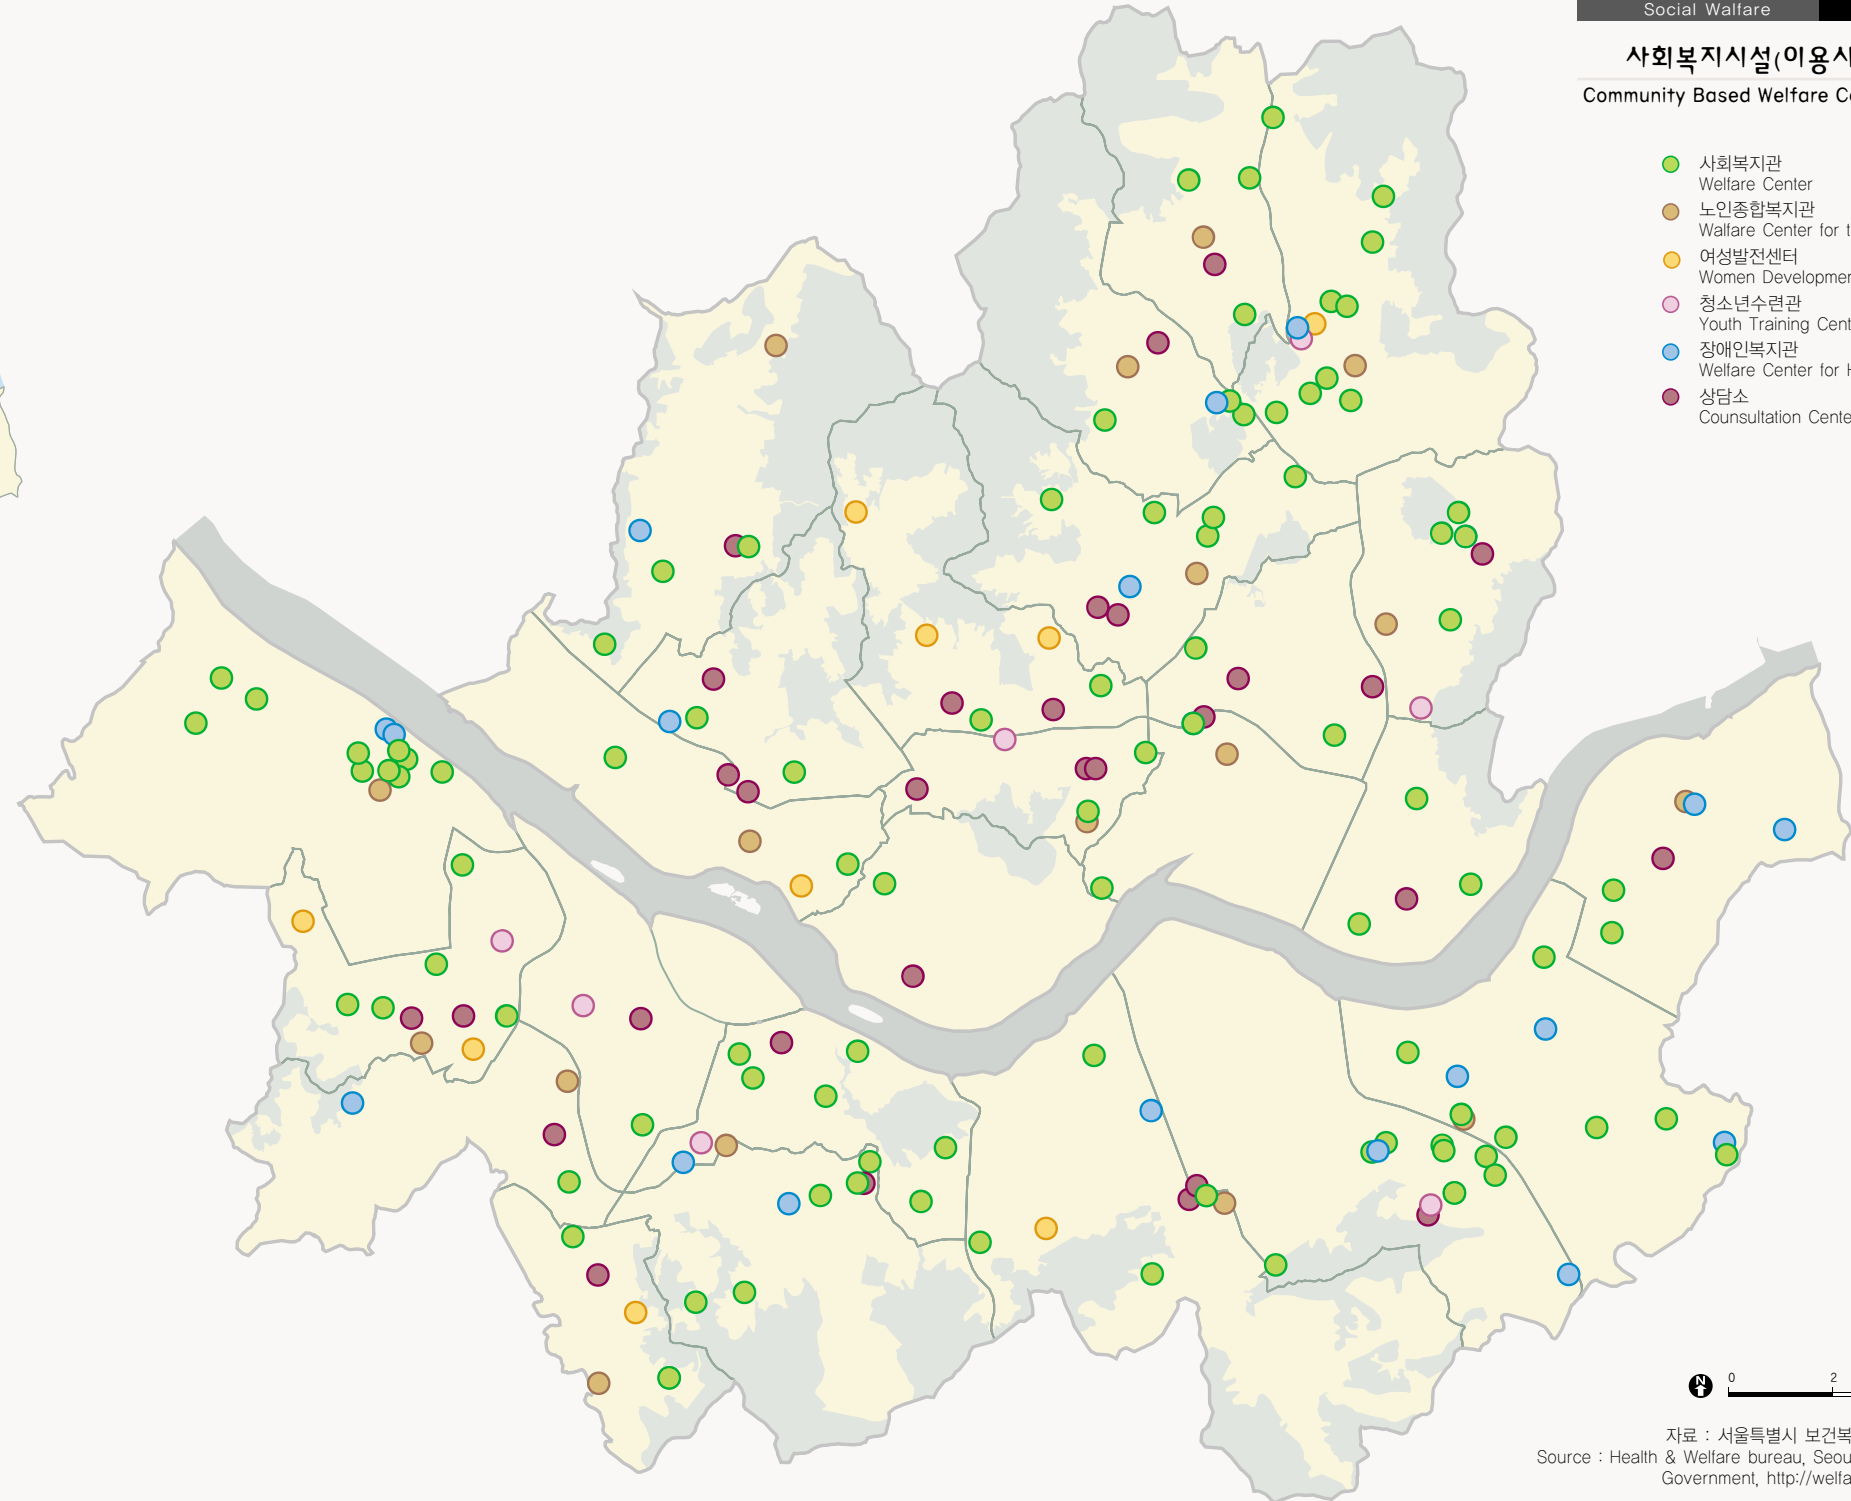 Social Walfare
사회복지시설(이용시
Community Based Welfare Ce
사회복지관
Welfare Center
노인종합복지관
Walfare Center for t
여성발전센터
Women Developmen
청소년수련관
Youth Training Cent
장애인복지관
Welfare Center for H
상담소
Counsultation Cente
N
0 2
자료 : 서울특별시 보건복
Source : Health & Welfare bureau, Seou
Government, http://welfa